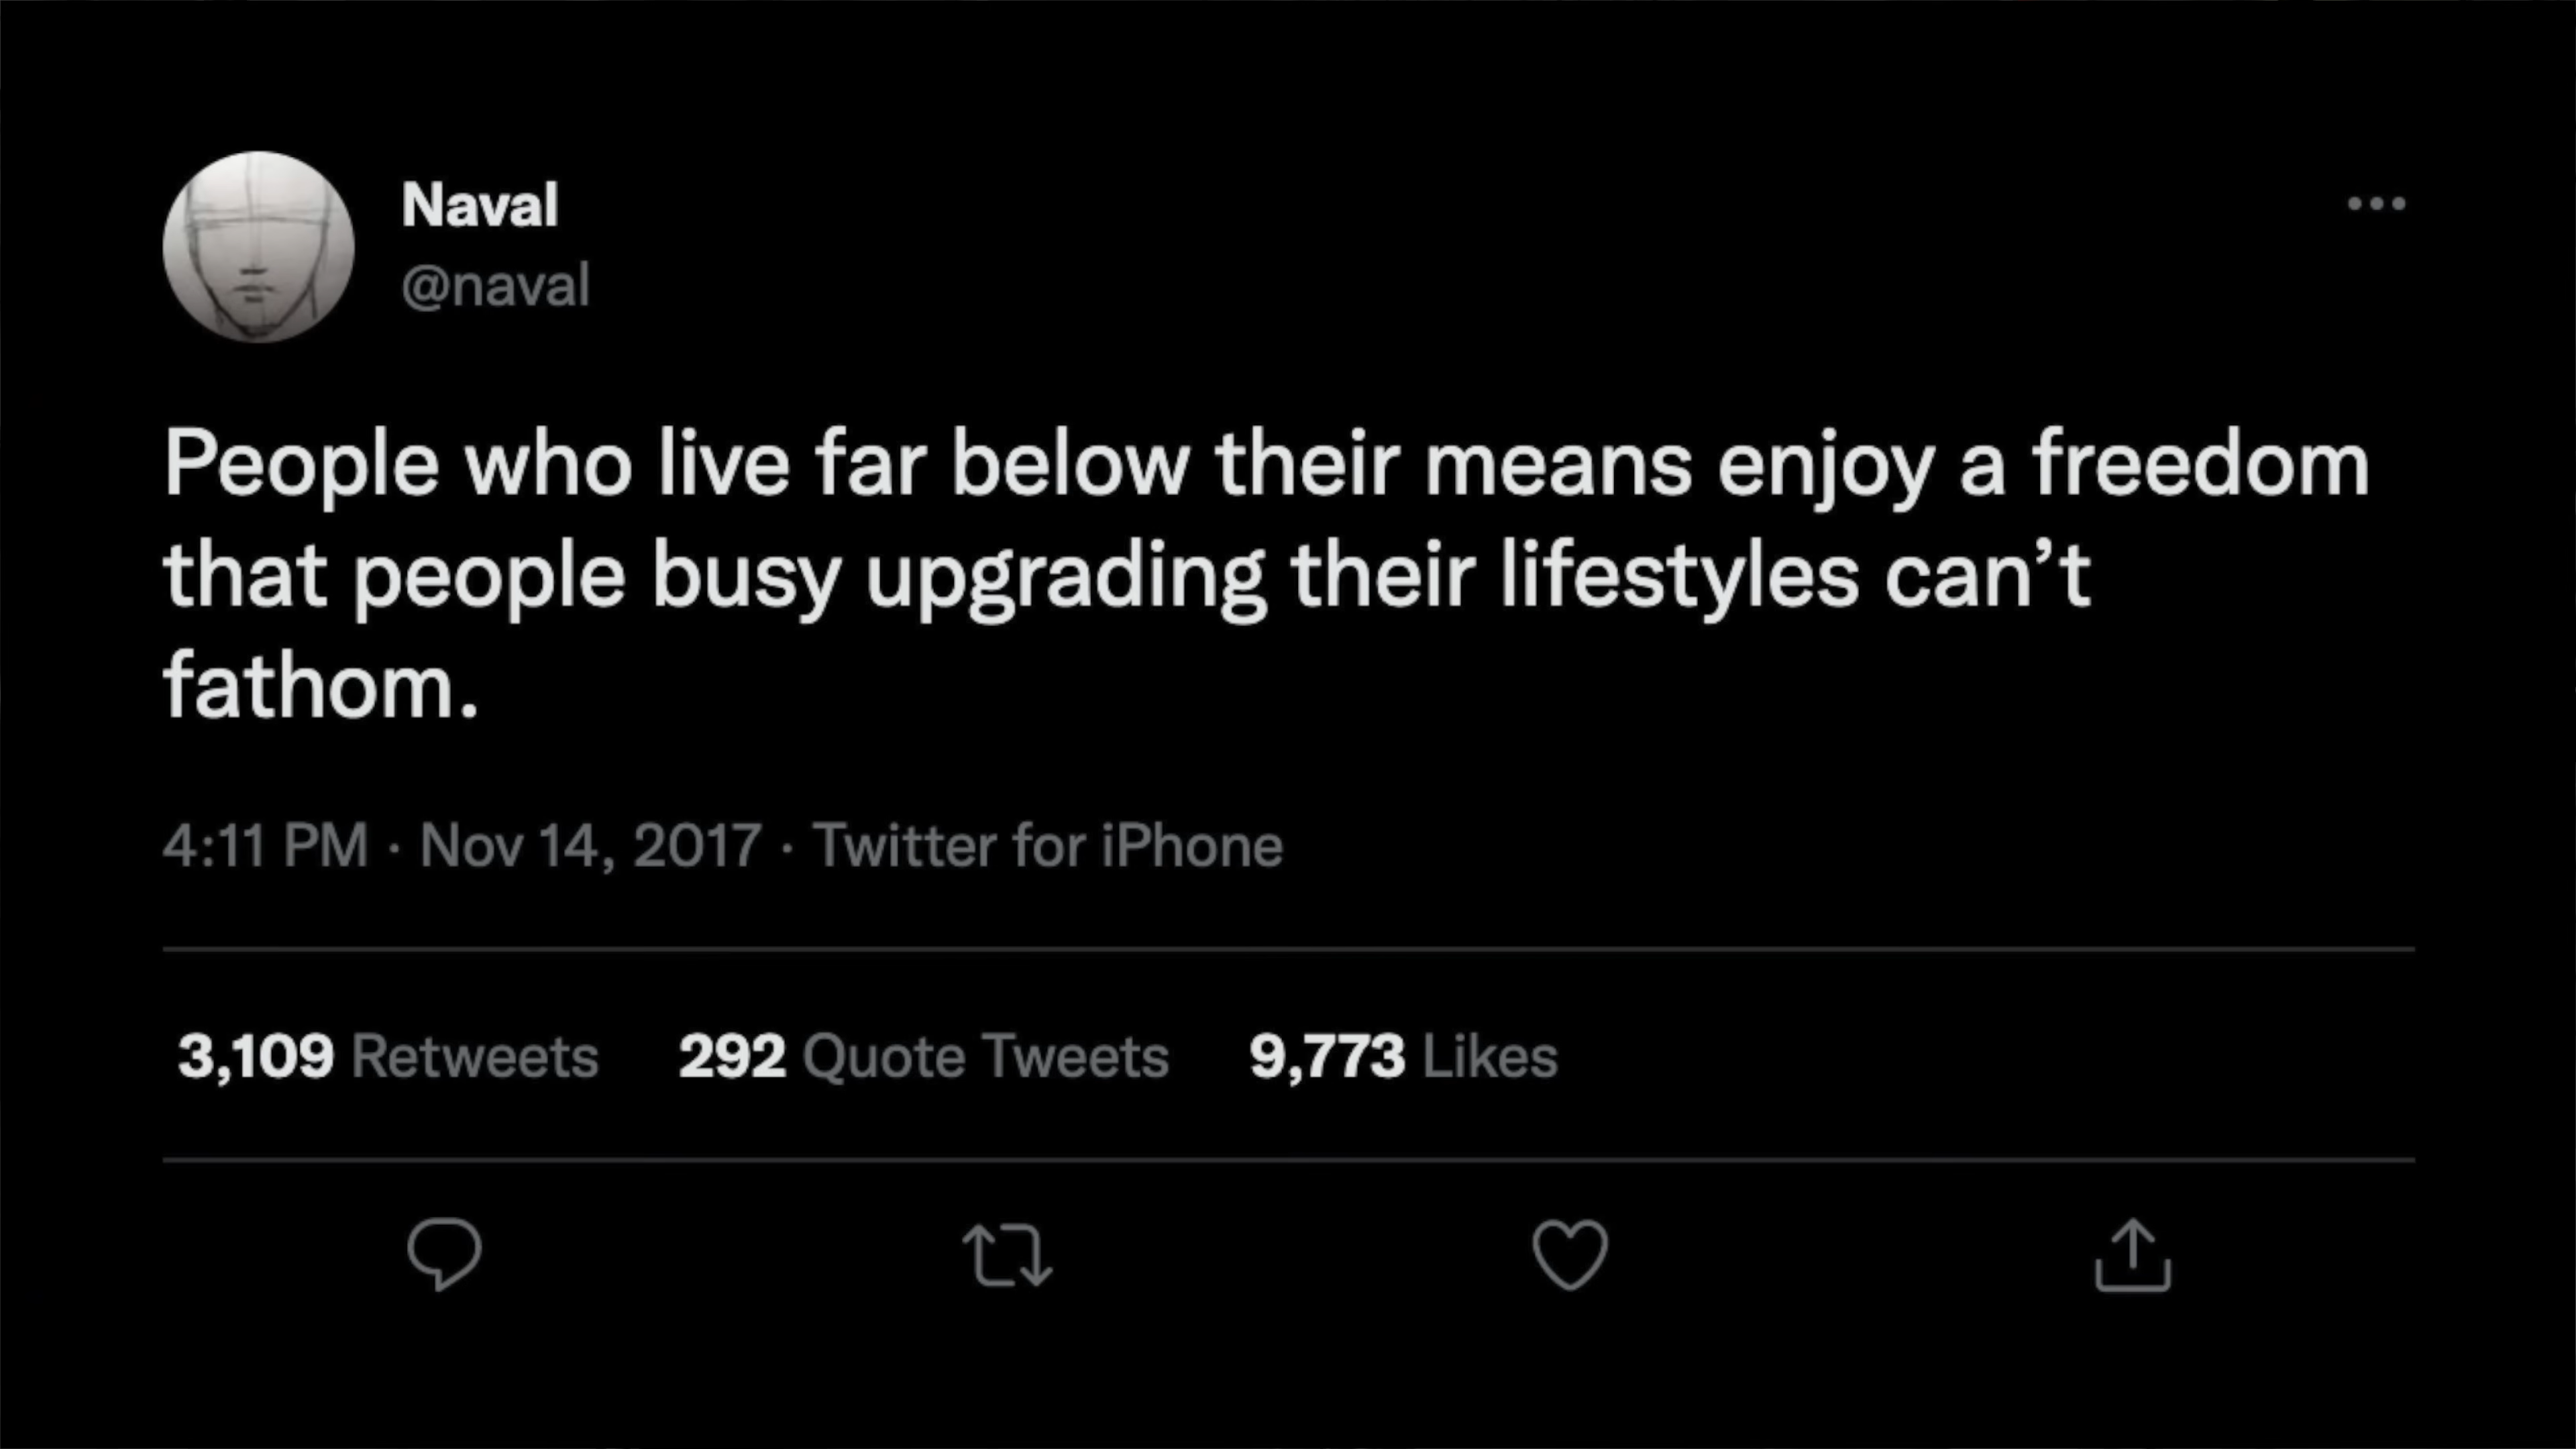 Naval
@naval
People who live far below their means enjoy a freedom
that people busy upgrading their lifestyles can’t
fathom.
4:11 PM · Nov 14, 2017 · Twitter for iPhone
3,109 Retweets 292 Quote Tweets 9,773 Likes